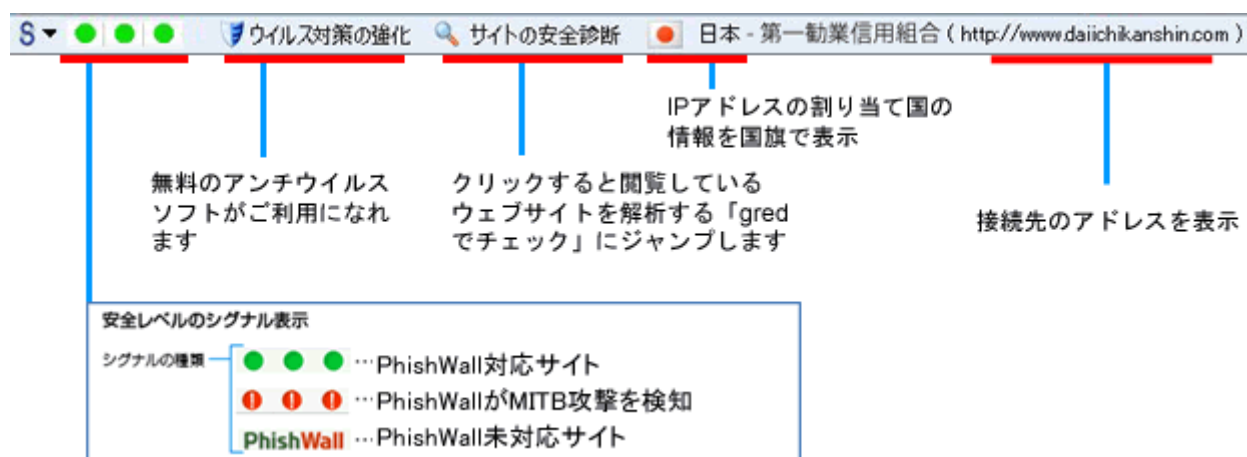 S ウイルス対策の強化 サイトの安全診断 日本 - 第一勧業信用組合 ( http://www.daiichikanshin.com )
IPアドレスの割り当て国の
情報を国旗で表示
無料のアンチウイルス
ソフトがご利用になれ
ます
クリックすると閲覧している
ウェブサイトを解析する「gred
でチェック」にジャンプします
接続先のアドレスを表示
安全レベルのシグナル表示
シグナルの種類
…PhishWall対応サイト
…PhishWallがMITB攻撃を検知
PhishWall …PhishWall未対応サイト